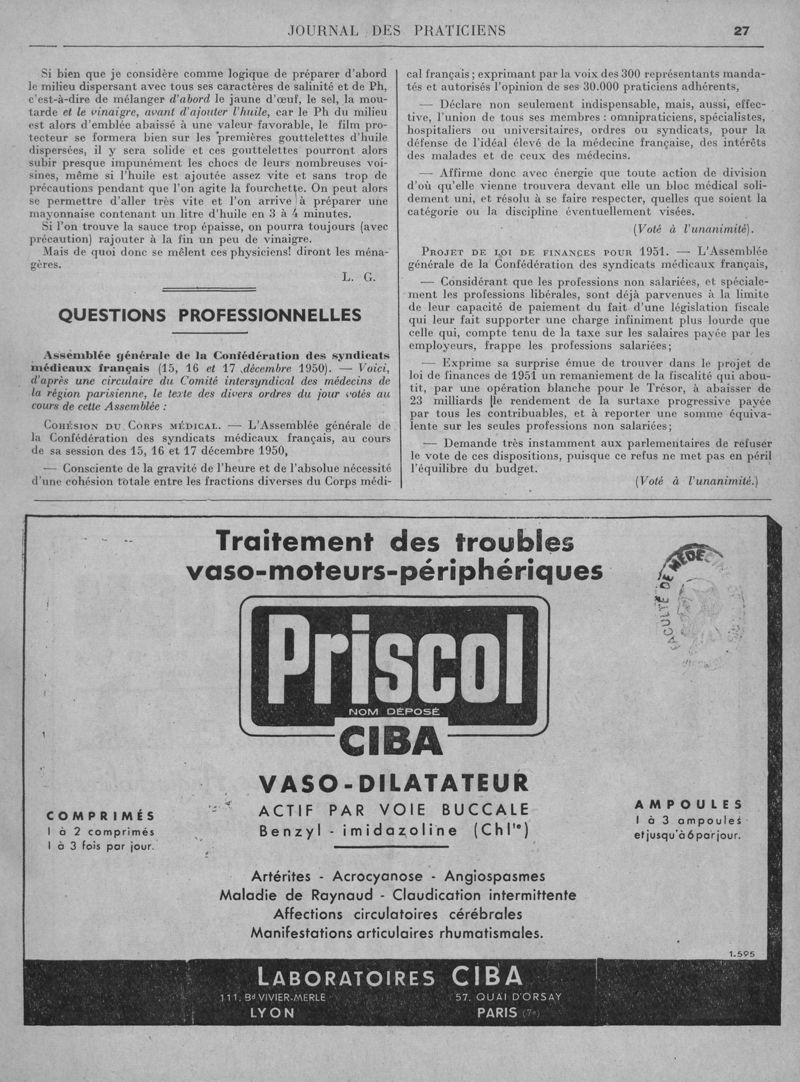 JOURNAL DES PRATICIENS
27
Si bien que je considère comme logique de préparer d'abord
le milieu dispersant avec tous ses caractères de salinité et de Ph,
c'est-à-dire de mélanger d'abord le jaune d'œuf, le sel, la mou-
tarde et le vinaigre, avant d'ajouter l'huile, car le Ph du milieu
est alors d'emblée abaissé à une valeur favorable, le film pro-
tecteur se formera bien sur les premières gouttelettes d'huile
dispersées, il y sera solide et ces gouttelettes pourront alors
subir presque impunément les chocs de leurs nombreuses voi-
sines, même si l'huile est ajoutée assez vite et sans trop de
précautions pendant que l'on agite la fourchette. On peut alors
se permettre d'aller très vite et l'on arrive à préparer une
mayonnaise contenant un litre d'huile en 3 à 4 minutes.
Si l'on trouve la sauce trop épaisse, on pourra toujours (avec
précaution) rajouter à la fin un peu de vinaigre.
Mais de quoi donc se mêlent ces physiciens! diront les ména-
gères.
L. G.
QUESTIONS PROFESSIONNELLES
Assemblée générale de la Confédération des syndicats
médicaux français (15, 16 et 17 décembre 1950). — Voici,
d'après une circulaire du Comité intersyndical des médecins de
la région parisienne, le texte des divers ordres du jour votés au
cours de cette Assemblée :
COHÉSION DU CORPS MÉDICAL. — L'Assemblée générale de
la Confédération des syndicats médicaux français, au cours
de sa session des 15, 16 et 17 décembre 1950,
— Consciente de la gravité de l'heure et de l'absolue nécessité
d'une cohésion totale entre les fractions diverses du Corps médi-
cal français ; exprimant par la voix des 300 représentants manda-
tés et autorisés l'opinion de ses 30.000 praticiens adhérents,
— Déclare non seulement indispensable, mais, aussi, effec-
tive, l'union de tous ses membres : omnipraticiens, spécialistes,
hospitaliers ou universitaires, ordres ou syndicats, pour la
défense de l'idéal élevé de la médecine française, des intérêts
des malades et de ceux des médecins.
— Affirme donc avec énergie que toute action de division
d'où qu'elle vienne trouvera devant elle un bloc médical soli-
dement uni, et résolu à se faire respecter, quelles que soient la
catégorie ou la discipline éventuellement visées.
(Voté à l'unanimité).
PROJET DE LOI DE FINANCES POUR 1951. — L'Assemblée
générale de la Confédération des syndicats médicaux français,
— Considérant que les professions non salariées, et spéciale-
ment les professions libérales, sont déjà parvenues à la limite
de leur capacité de paiement du fait d'une législation fiscale
qui leur fait supporter une charge infiniment plus lourde que
celle qui, compte tenu de la taxe sur les salaires payée par les
employeurs, frappe les professions salariées;
— Exprime sa surprise émue de trouver dans le projet de
loi de finances de 1951 un remaniement de la fiscalité qui abou-
tit, par une opération blanche pour le Trésor, à abaisser de
23 milliards le rendement de la surtaxe progressive payée
par tous les contribuables, et à reporter une somme équiva-
lente sur les seules professions non salariées;
— Demande très instamment aux parlementaires de refuser
le vote de ces dispositions, puisque ce refus ne met pas en péril
l'équilibre du budget.
(Voté à l'unanimité.)
Traitement des troubles
vaso-moteurs-périphériques
FACULTÉ DE MÉDECINE
Priscol
NOM DÉPOSÉ
CIBA
VASO-DILATATEUR
ACTIF PAR VOIE BUCCALE
Benzyl - imidazoline (Chlte)
COMPRIMÉS
1 à 2 comprimés
1 à 3 fois par jour.
AMPOULES
1 à 3 ampoules
et jusqu'à 6 par jour.
Artérites - Acrocyanose - Angiospasmes
Maladie de Raynaud - Claudication intermittente
Affections circulatoires cérébrales
Manifestations articulaires rhumatismales.
1.595
LABORATOIRES CIBA
111, Bd VIVIER-MERLE
LYON
57, QUAI D'ORSAY
PARIS (7e)